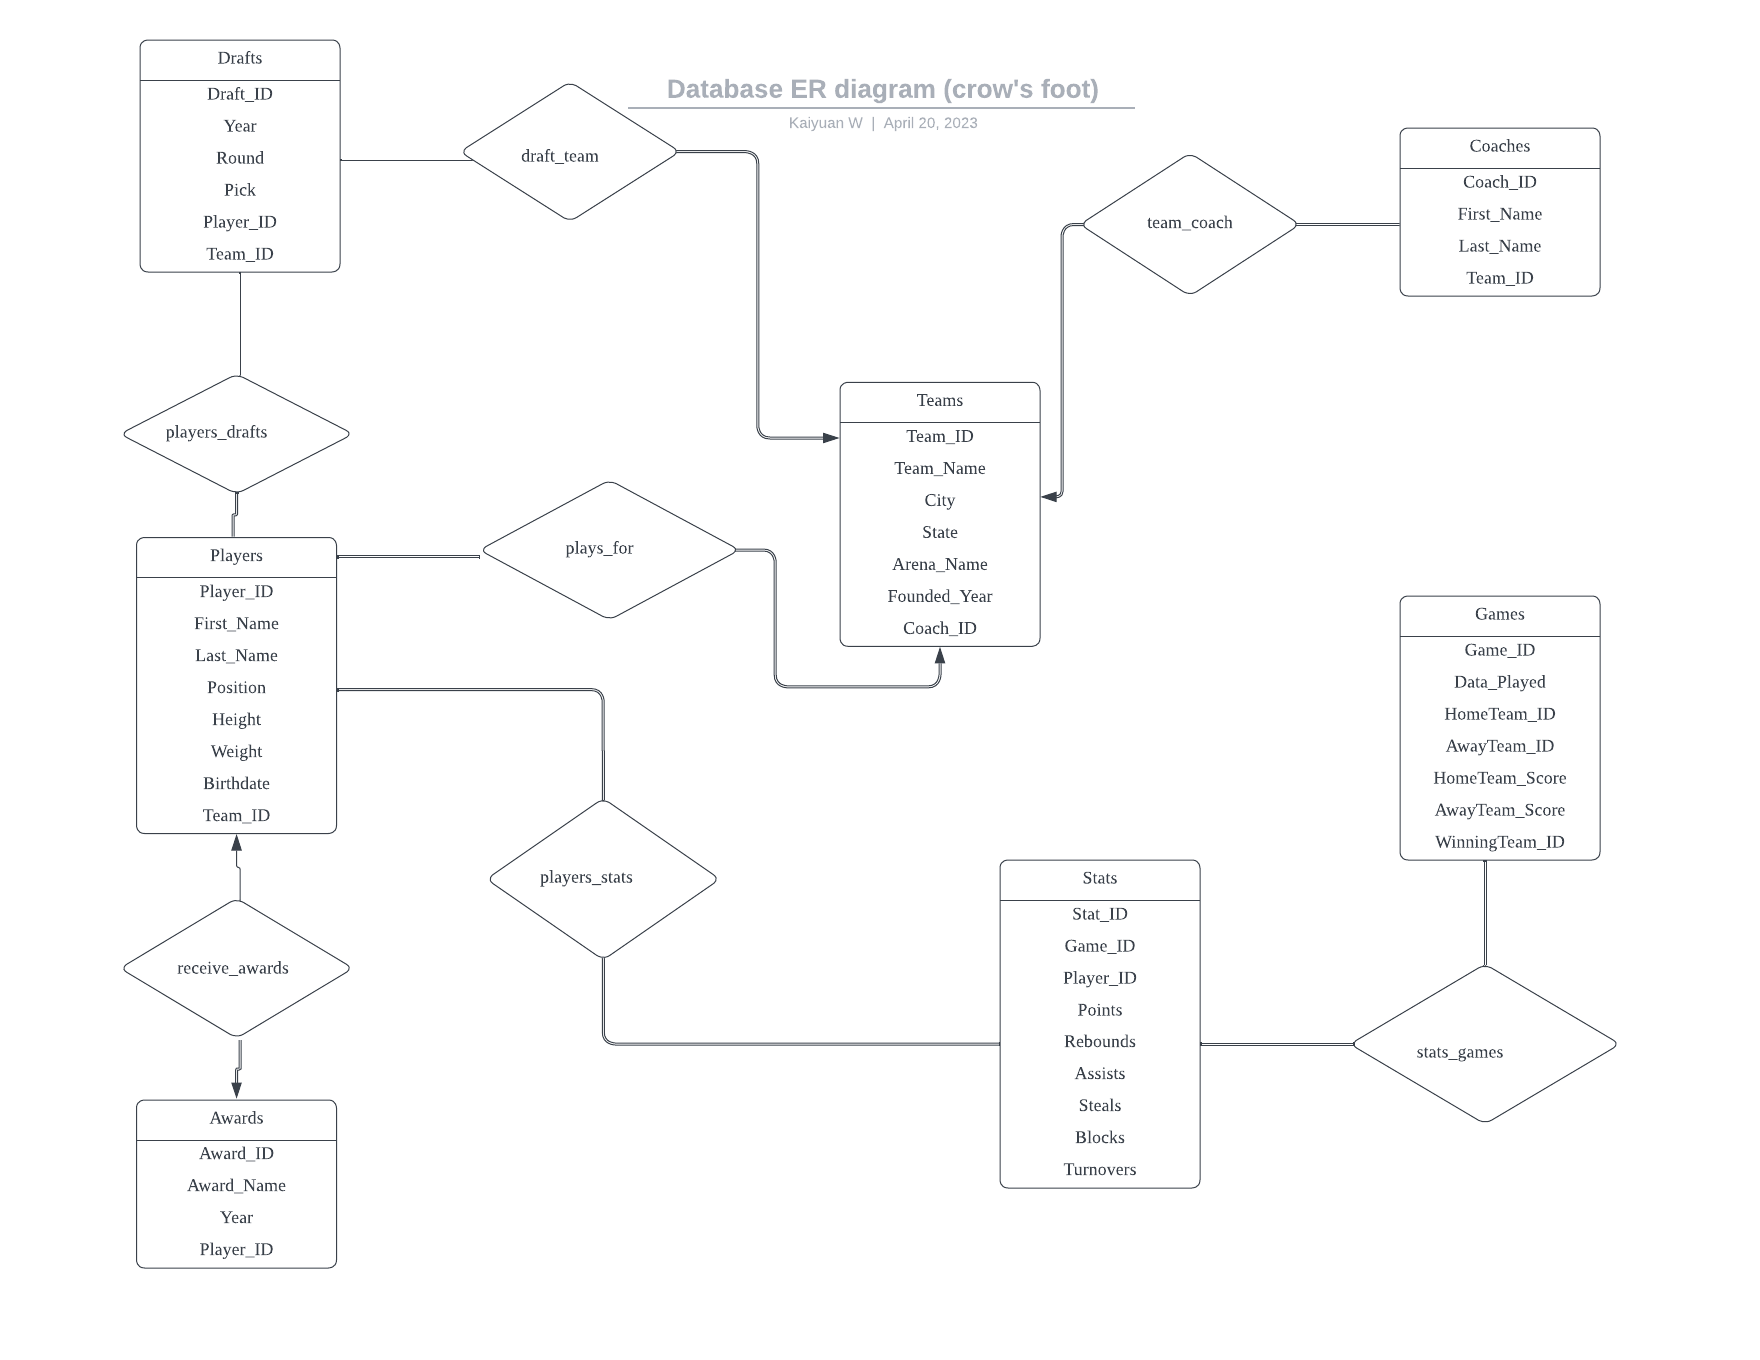 Database ER diagram (crow's foot)
Kaiyuan W | April 20, 2023
Drafts
Draft_ID
Year
Round
Pick
Player_ID
Team_ID
draft_team
Coaches
Coach_ID
First_Name
Last_Name
Team_ID
team_coach
players_drafts
Teams
Team_ID
Team_Name
City
State
Arena_Name
Founded_Year
Coach_ID
plays_for
Players
Player_ID
First_Name
Last_Name
Position
Height
Weight
Birthdate
Team_ID
Games
Game_ID
Data_Played
HomeTeam_ID
AwayTeam_ID
HomeTeam_Score
AwayTeam_Score
WinningTeam_ID
players_stats
receive_awards
Stats
Stat_ID
Game_ID
Player_ID
Points
Rebounds
Assists
Steals
Blocks
Turnovers
stats_games
Awards
Award_ID
Award_Name
Year
Player_ID